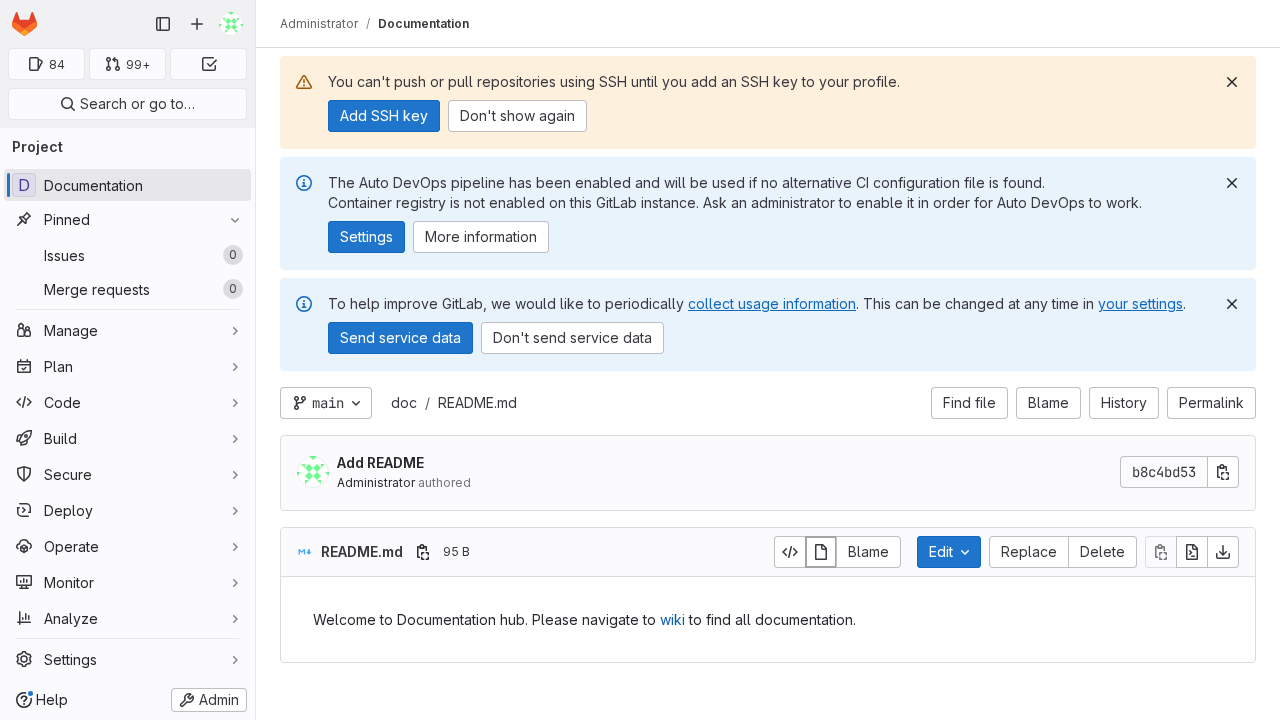 Administrator / Documentation
84
99+
Search or go to…
Project
D Documentation
Pinned
Issues 0
Merge requests 0
Manage
Plan
Code
Build
Secure
Deploy
Operate
Monitor
Analyze
Settings
Help
Admin
You can't push or pull repositories using SSH until you add an SSH key to your profile.
Add SSH key
Don't show again
The Auto DevOps pipeline has been enabled and will be used if no alternative CI configuration file is found.
Container registry is not enabled on this GitLab instance. Ask an administrator to enable it in order for Auto DevOps to work.
Settings
More information
To help improve GitLab, we would like to periodically collect usage information. This can be changed at any time in your settings.
Send service data
Don't send service data
main
doc / README.md
Find file
Blame
History
Permalink
Add README
Administrator authored
b8c4bd53
README.md
95 B
Blame
Edit
Replace
Delete
Welcome to Documentation hub. Please navigate to wiki to find all documentation.